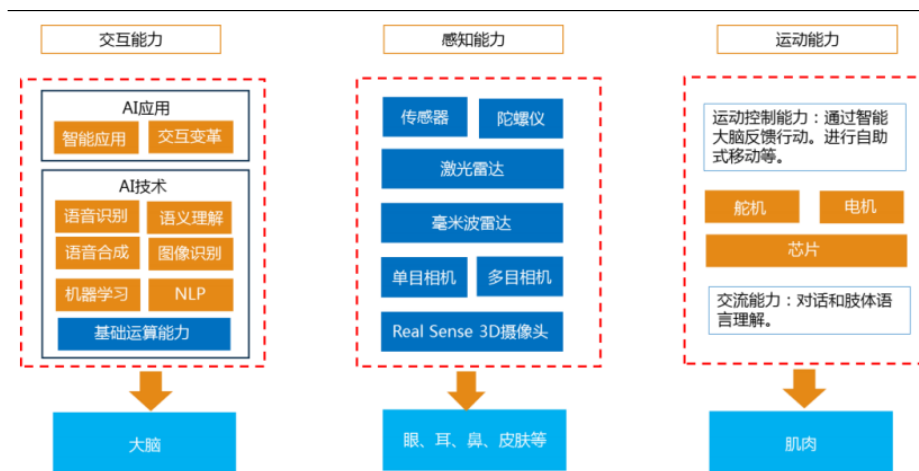 交互能力
AI应用
智能应用
交互变革
AI技术
语音识别
语义理解
语音合成
图像识别
机器学习
NLP
基础运算能力
大脑
感知能力
传感器
陀螺仪
激光雷达
毫米波雷达
单目相机
多目相机
Real Sense 3D摄像头
眼、耳、鼻、皮肤等
运动能力
运动控制能力：通过智能
大脑反馈行动。进行自助
式移动等。
舵机
电机
芯片
交流能力：对话和肢体语
言理解。
肌肉